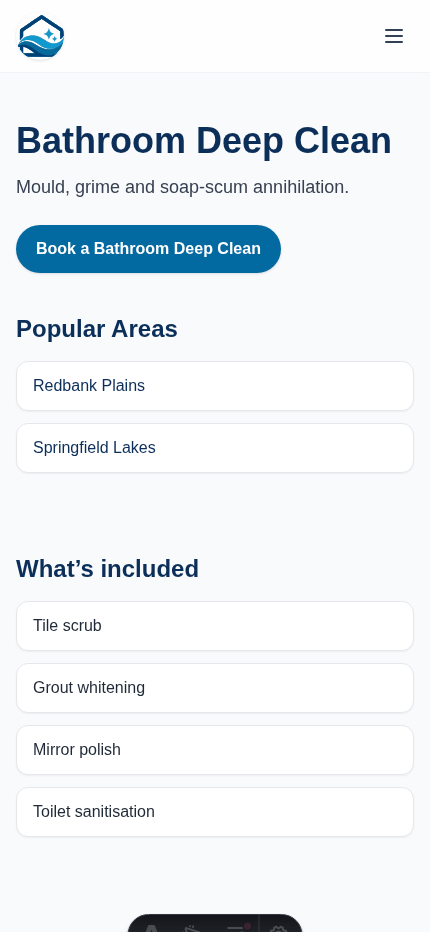 Bathroom Deep Clean
Mould, grime and soap-scum annihilation.
Book a Bathroom Deep Clean
Popular Areas
Redbank Plains
Springfield Lakes
What’s included
Tile scrub
Grout whitening
Mirror polish
Toilet sanitisation